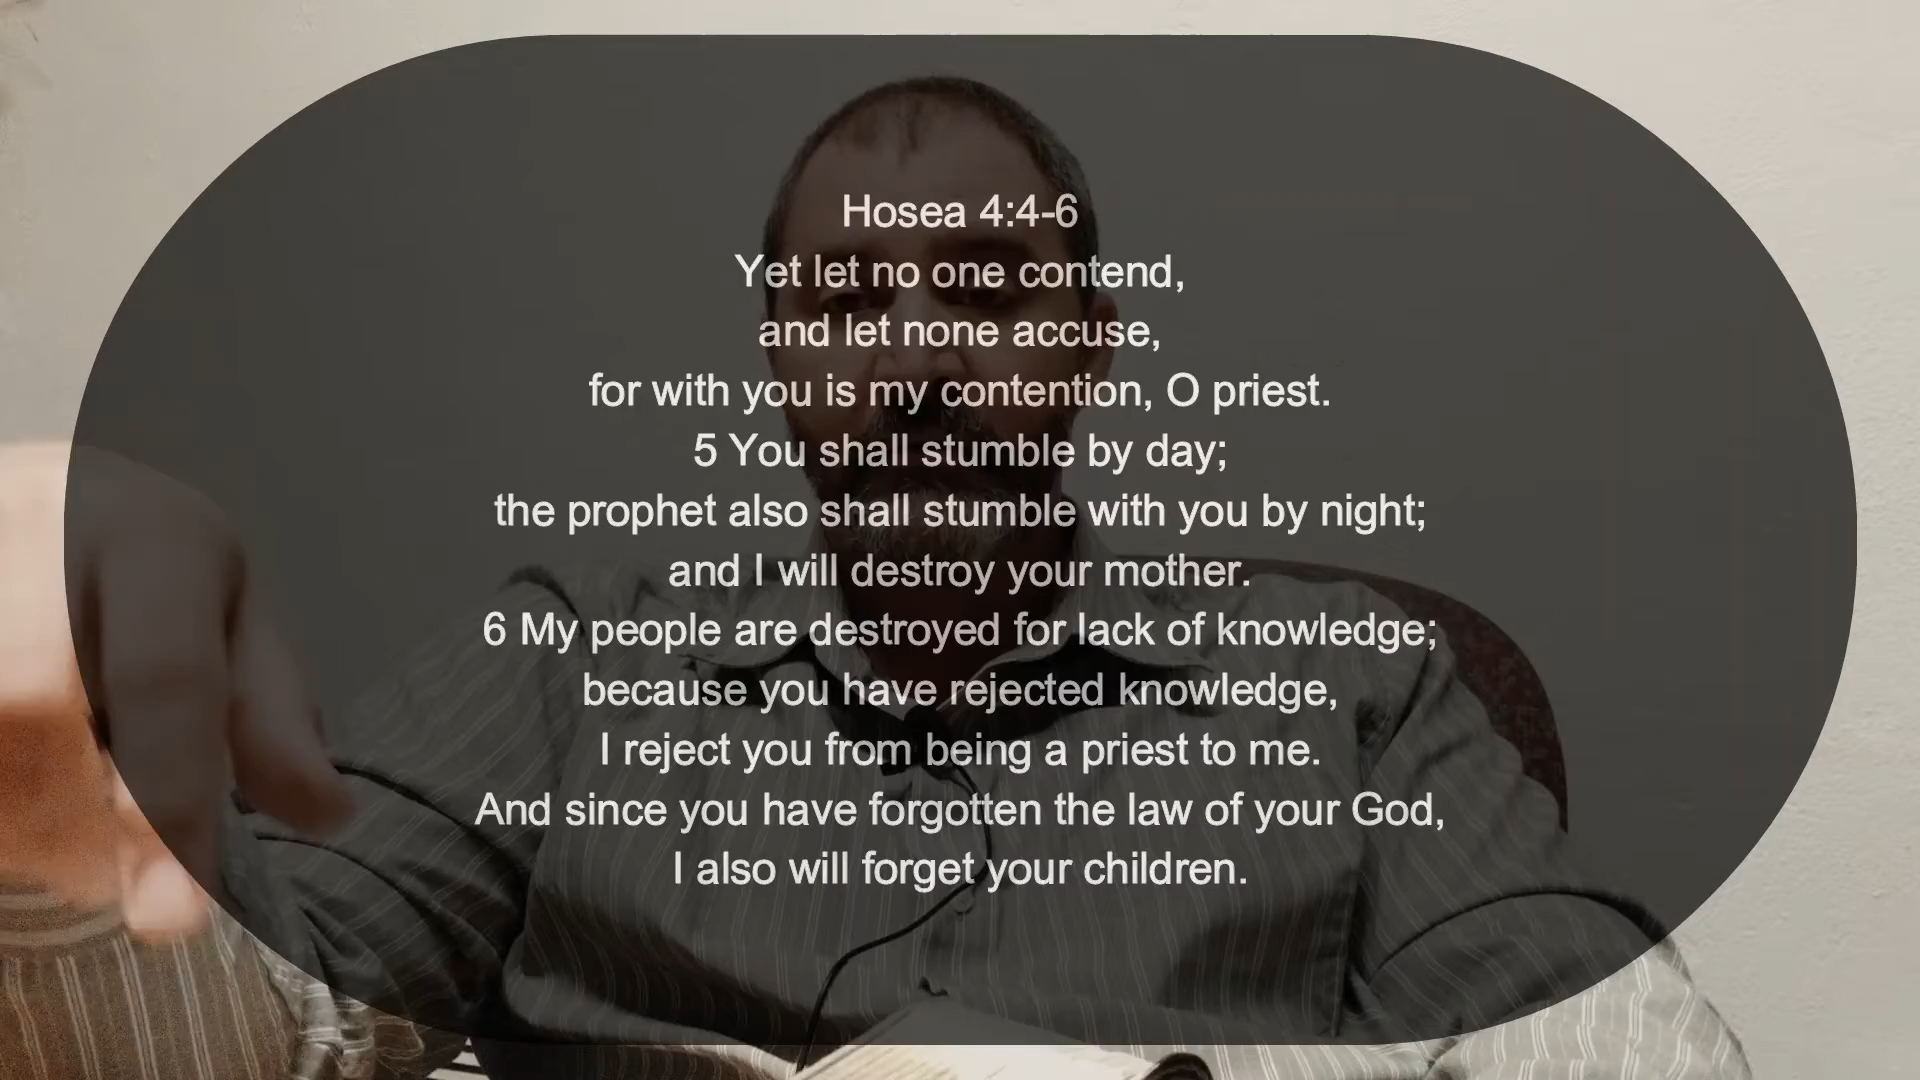 Hosea 4:4-6
Yet let no one contend,
and let none accuse,
for with you is my contention, O priest.
5 You shall stumble by day;
the prophet also shall stumble with you by night;
and I will destroy your mother.
6 My people are destroyed for lack of knowledge;
because you have rejected knowledge,
I reject you from being a priest to me.
And since you have forgotten the law of your God,
I also will forget your children.